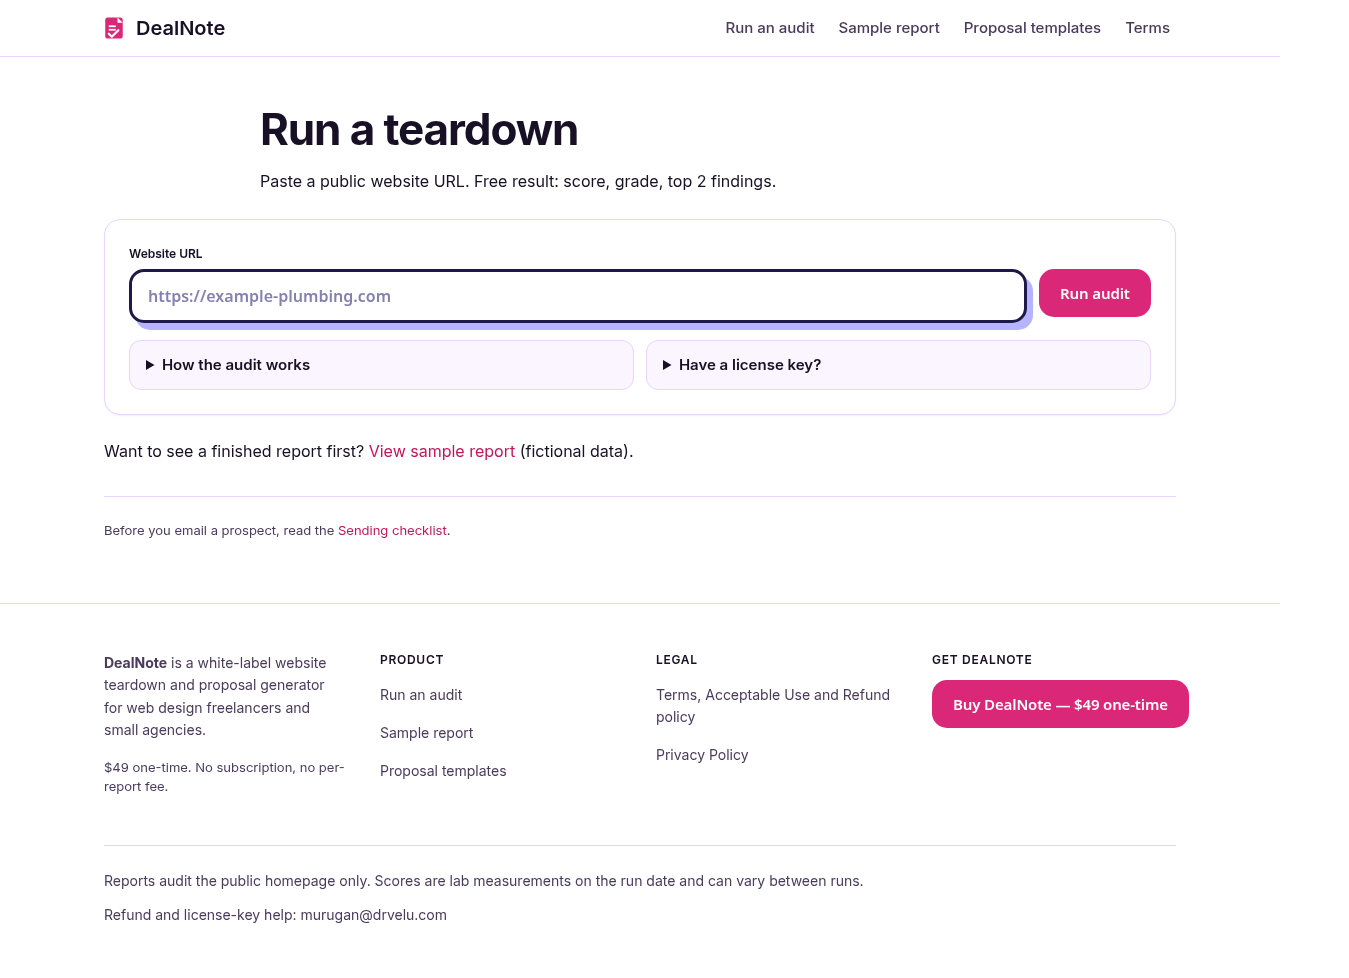 DealNote
Run an audit
Sample report
Proposal templates
Terms
Run a teardown
Paste a public website URL. Free result: score, grade, top 2 findings.
Website URL
https://example-plumbing.com
Run audit
How the audit works
Have a license key?
Want to see a finished report first? View sample report (fictional data).
Before you email a prospect, read the Sending checklist.
DealNote is a white-label website
teardown and proposal generator
for web design freelancers and
small agencies.
$49 one-time. No subscription, no per-
report fee.
PRODUCT
Run an audit
Sample report
Proposal templates
LEGAL
Terms, Acceptable Use and Refund
policy
Privacy Policy
GET DEALNOTE
Buy DealNote — $49 one-time
Reports audit the public homepage only. Scores are lab measurements on the run date and can vary between runs.
Refund and license-key help: murugan@drvelu.com